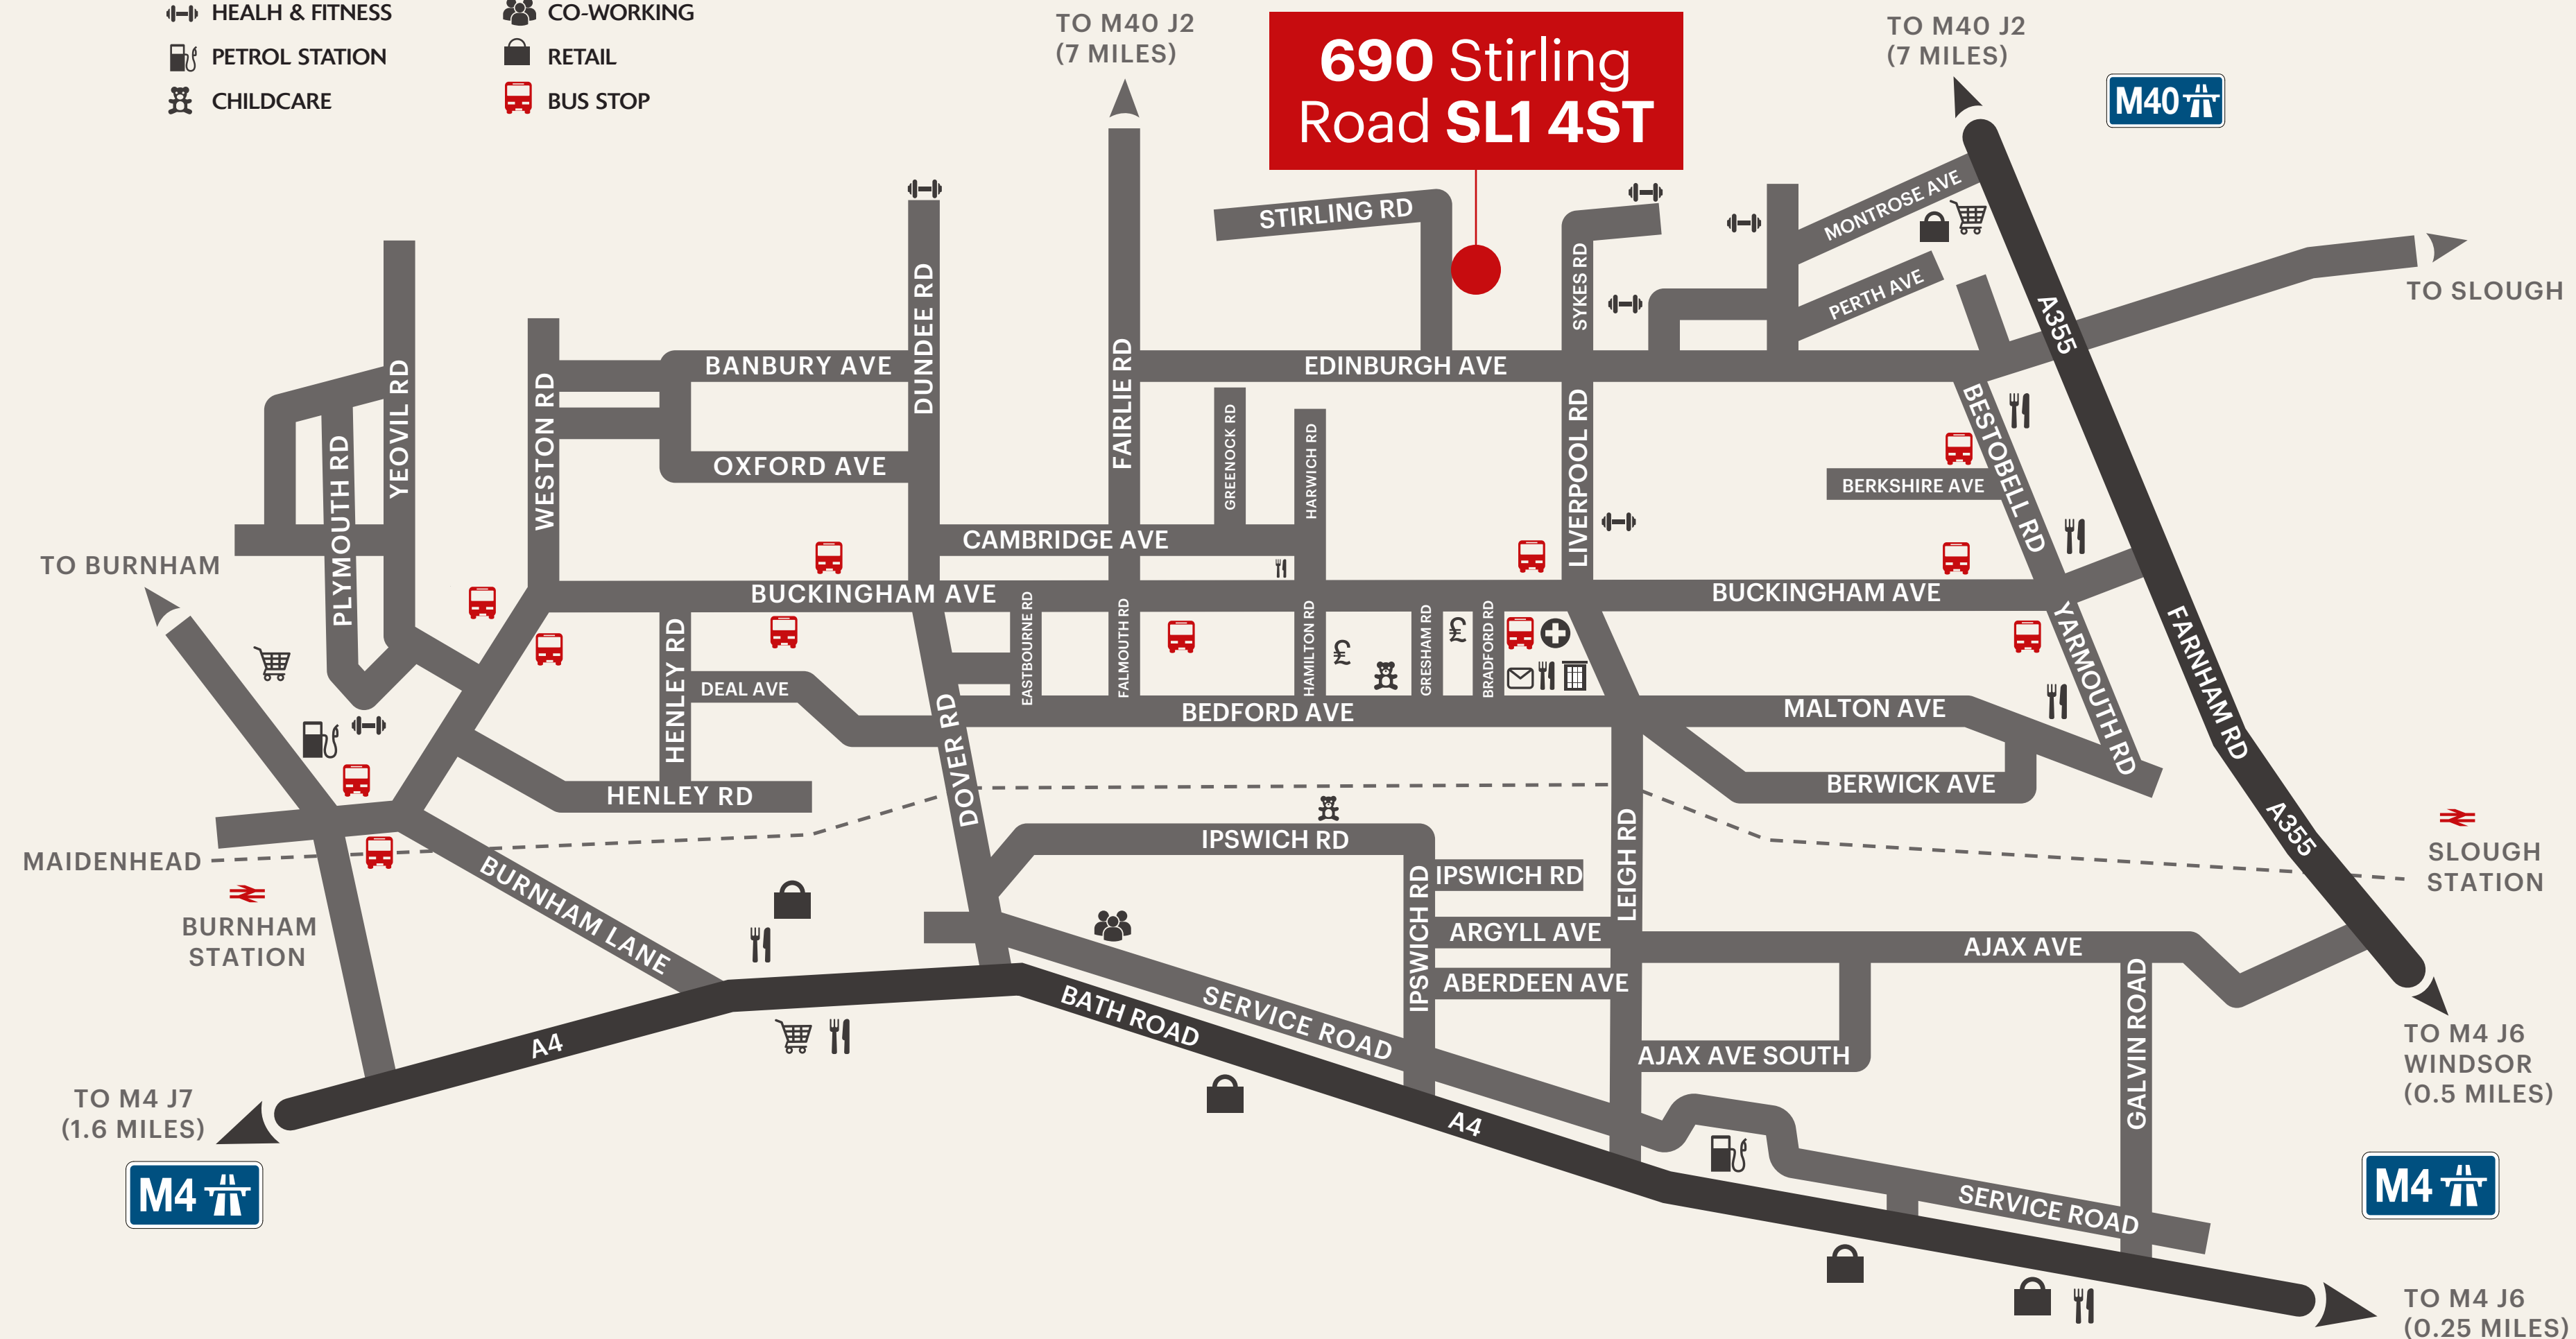 HEALH & FITNESS
CO-WORKING
PETROL STATION
RETAIL
CHILDCARE
BUS STOP
TO M40 J2
(7 MILES)
690 Stirling
Road SL1 4ST
TO M40 J2
(7 MILES)
M40
STIRLING RD
MONTROSE AVE
PERTH AVE
SYKES RD
A355
TO SLOUGH
DUNDEE RD
FAIRLIE RD
BANBURY AVE
EDINBURGH AVE
YEOVIL RD
WESTON RD
PLYMOUTH RD
OXFORD AVE
GREENOCK RD
HARWICH RD
LIVERPOOL RD
BESTOBELL RD
BERKSHIRE AVE
TO BURNHAM
CAMBRIDGE AVE
BUCKINGHAM AVE
BUCKINGHAM AVE
HENLEY RD
DEAL AVE
EASTBOURNE RD
FALMOUTH RD
HAMILTON RD
£
GRESHAM RD
£
BRADFORD RD
YARMOUTH RD
FARNHAM RD
BEDFORD AVE
MALTON AVE
DOVER RD
HENLEY RD
BERWICK AVE
A355
MAIDENHEAD
BURNHAM
STATION
BURNHAM LANE
IPSWICH RD
IPSWICH RD
IPSWICH RD
LEIGH RD
SLOUGH
STATION
ARGYLL AVE
AJAX AVE
ABERDEEN AVE
GALVIN ROAD
A4
BATH ROAD
SERVICE ROAD
AJAX AVE SOUTH
TO M4 J6
WINDSOR
(0.5 MILES)
TO M4 J7
(1.6 MILES)
A4
M4
SERVICE ROAD
M4
TO M4 J6
(0.25 MILES)